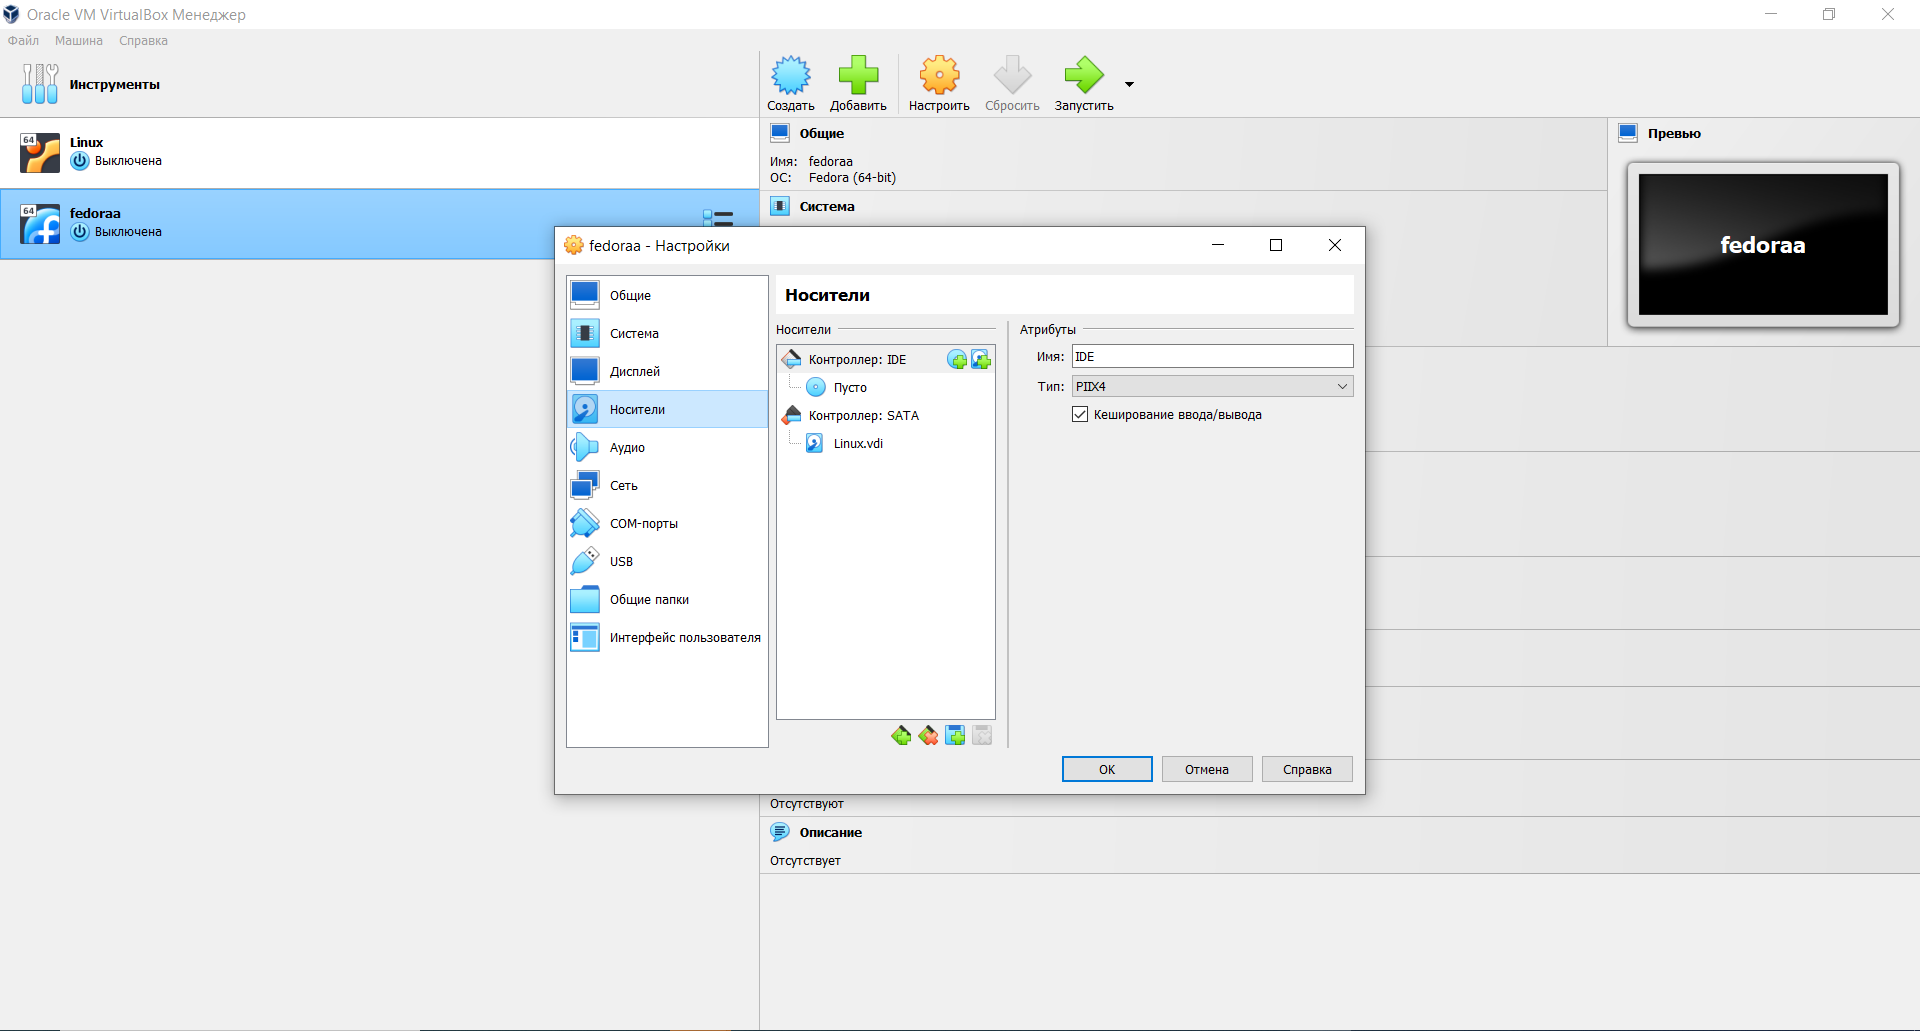 Oracle VM VirtualBox Менеджер
Файл Машина Справка
Инструменты
Создать Добавить Настроить Сбросить Запустить
64
Linux
Выключена
64
fedoraa
Выключена
Общие
Имя: fedoraa
ОС: Fedora (64-bit)
Система
Превью
fedoraa
fedoraa - Настройки
Общие
Система
Дисплей
Носители
Аудио
Сеть
COM-порты
USB
Общие папки
Интерфейс пользователя
Носители
Носители
Контроллер: IDE
Пусто
Контроллер: SATA
Linux.vdi
Атрибуты
Имя: IDE
Тип: PIIX4
Кеширование ввода/вывода
ОК Отмена Справка
Отсутствуют
Описание
Отсутствует